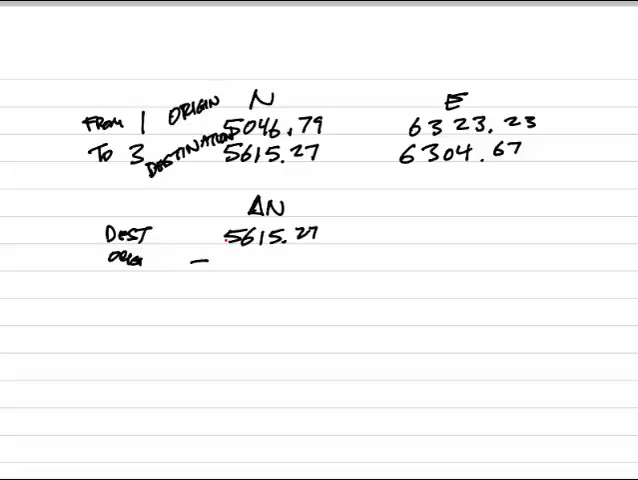 N E
FROM 1 ORIGIN 5046.79 6323.23
TO 3 DESTINATION 5615.27 6304.67
ΔN
DEST 5615.27
ORIG —